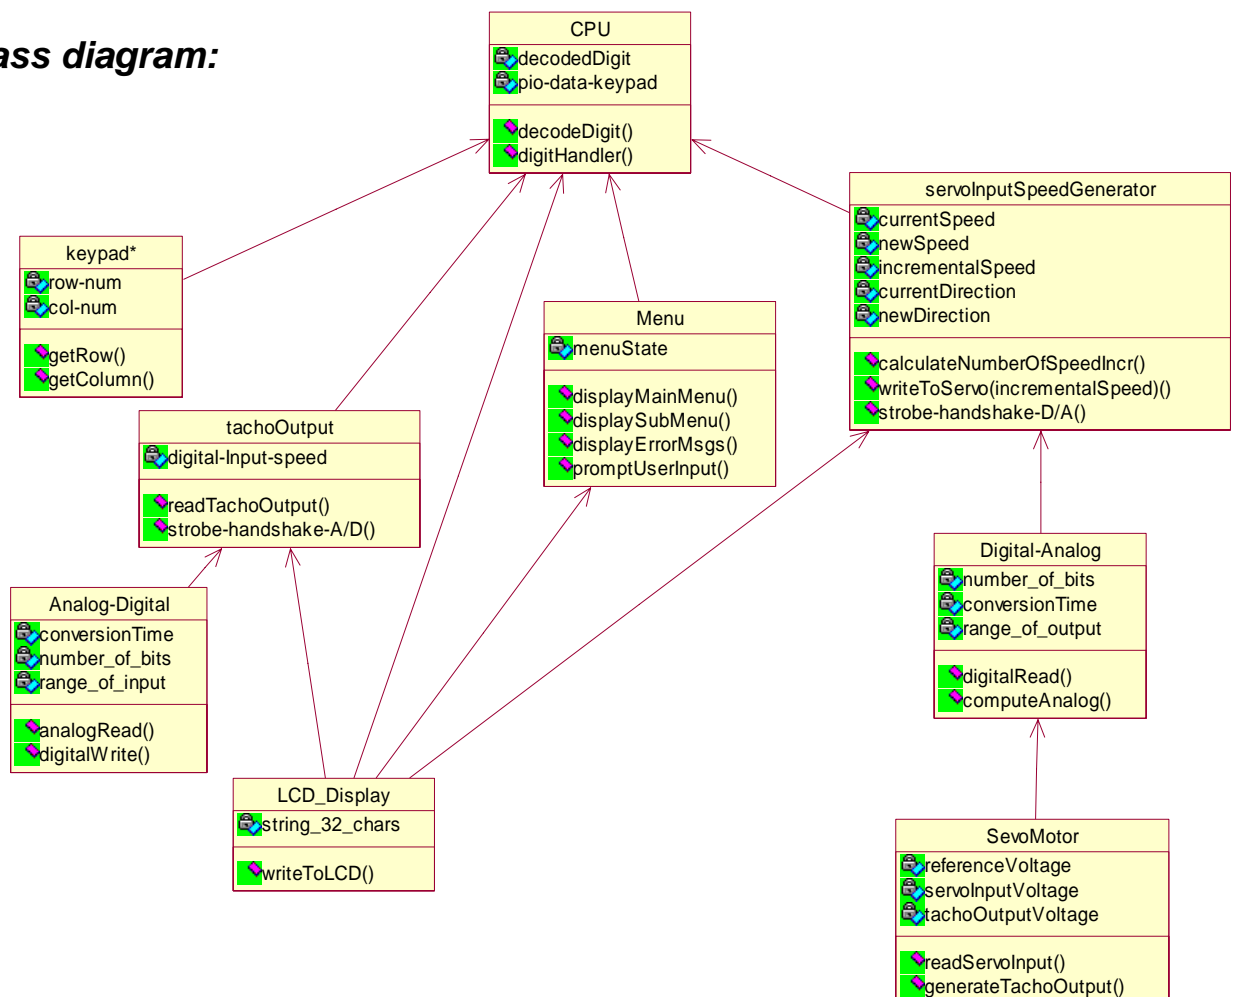 ass diagram:
CPU
decodedDigit
pio-data-keypad
decodeDigit()
digitHandler()
servoInputSpeedGenerator
currentSpeed
newSpeed
incrementalSpeed
currentDirection
newDirection
calculateNumberOfSpeedIncr()
writeToServo(incrementalSpeed)()
strobe-handshake-D/A()
keypad*
row-num
col-num
getRow()
getColumn()
Menu
menuState
displayMainMenu()
displaySubMenu()
displayErrorMsgs()
promptUserInput()
tachoOutput
digital-Input-speed
readTachoOutput()
strobe-handshake-A/D()
Digital-Analog
number_of_bits
conversionTime
range_of_output
digitalRead()
computeAnalog()
Analog-Digital
conversionTime
number_of_bits
range_of_input
analogRead()
digitalWrite()
LCD_Display
string_32_chars
writeToLCD()
SevoMotor
referenceVoltage
servoInputVoltage
tachoOutputVoltage
readServoInput()
generateTachoOutput()